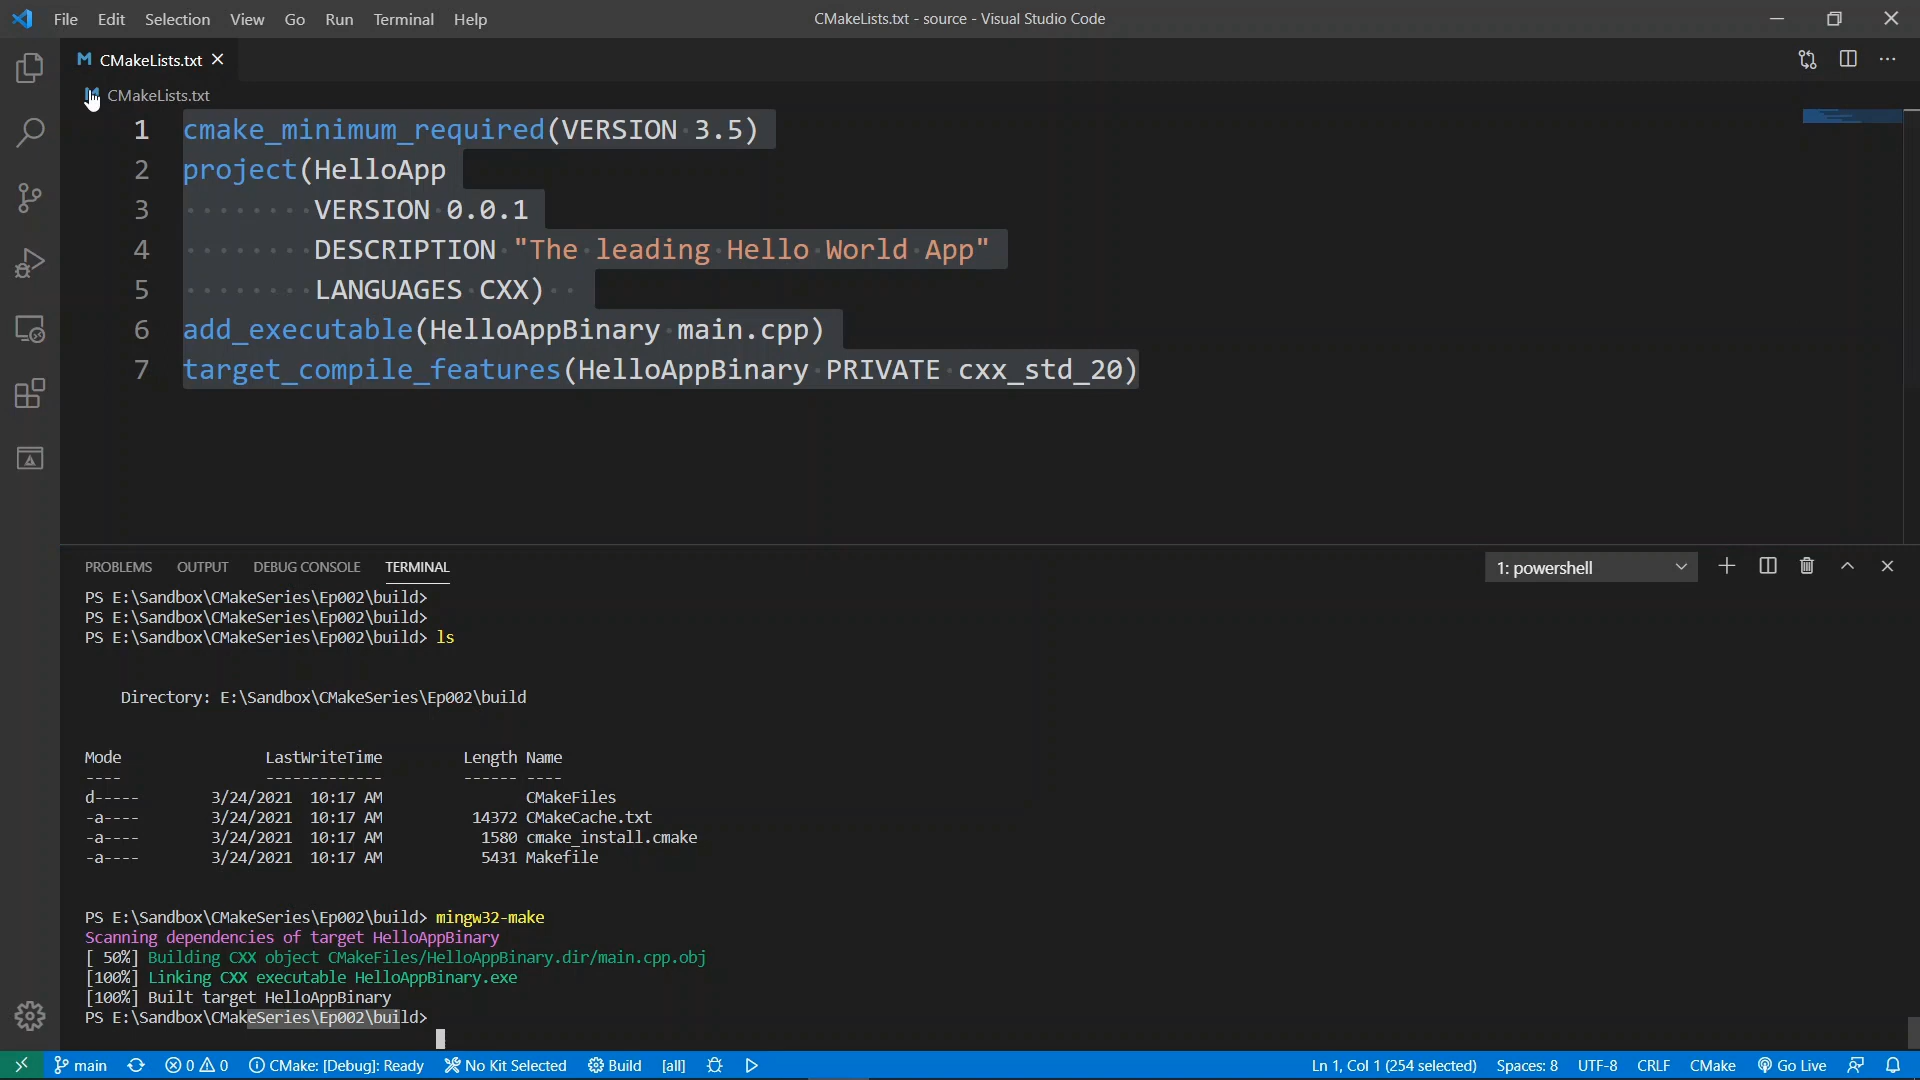 File Edit Selection View Go Run Terminal Help
CMakeLists.txt - source - Visual Studio Code
CMakeLists.txt
CMakeLists.txt
1 cmake_minimum_required(VERSION 3.5)
2 project(HelloApp
3 VERSION 0.0.1
4 DESCRIPTION "The leading Hello World App"
5 LANGUAGES CXX)
6 add_executable(HelloAppBinary main.cpp)
7 target_compile_features(HelloAppBinary PRIVATE cxx_std_20)
PROBLEMS OUTPUT DEBUG CONSOLE TERMINAL
1: powershell
PS E:\Sandbox\CMakeSeries\Ep002\build>
PS E:\Sandbox\CMakeSeries\Ep002\build>
PS E:\Sandbox\CMakeSeries\Ep002\build> ls
Directory: E:\Sandbox\CMakeSeries\Ep002\build
Mode LastWriteTime Length Name
---- ------------- ------ ----
d----- 3/24/2021 10:17 AM CMakeFiles
-a---- 3/24/2021 10:17 AM 14372 CMakeCache.txt
-a---- 3/24/2021 10:17 AM 1580 cmake_install.cmake
-a---- 3/24/2021 10:17 AM 5431 Makefile
PS E:\Sandbox\CMakeSeries\Ep002\build> mingw32-make
Scanning dependencies of target HelloAppBinary
[ 50%] Building CXX object CMakeFiles/HelloAppBinary.dir/main.cpp.obj
[100%] Linking CXX executable HelloAppBinary.exe
[100%] Built target HelloAppBinary
PS E:\Sandbox\CMakeSeries\Ep002\build>
main 0 0 CMake: [Debug]: Ready No Kit Selected Build [all] Ln 1, Col 1 (254 selected) Spaces: 8 UTF-8 CRLF CMake Go Live